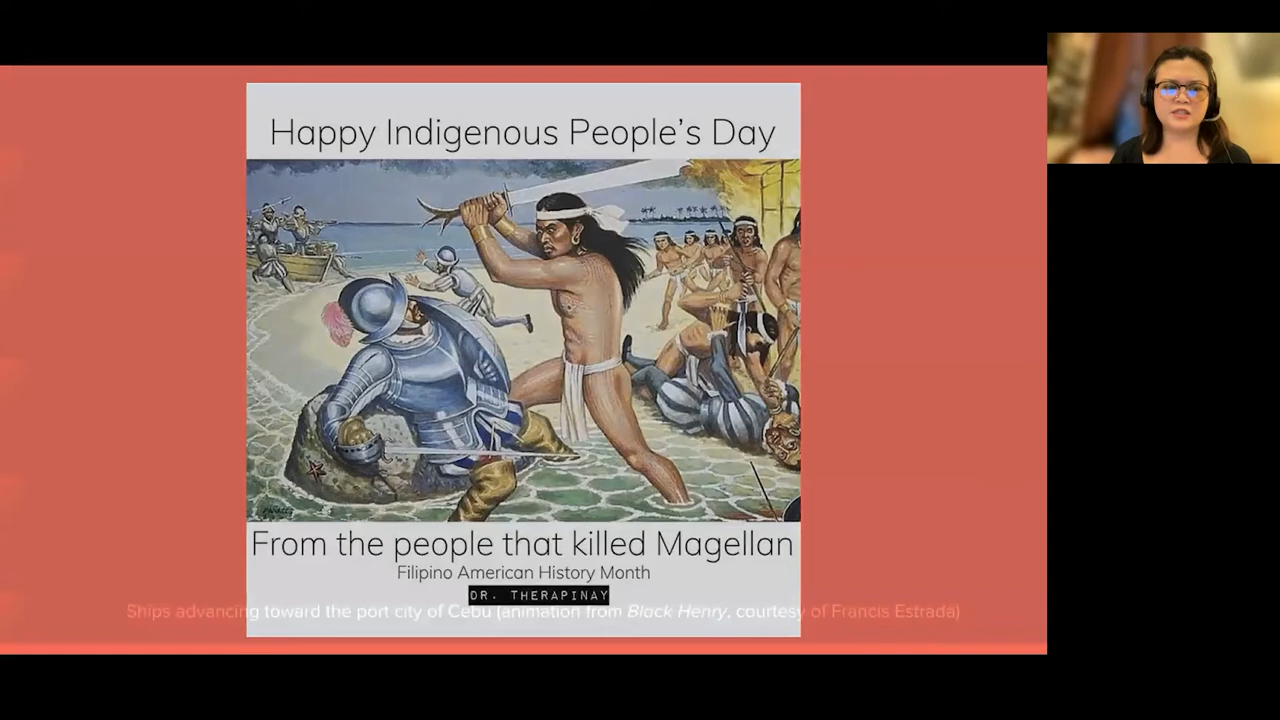 Happy Indigenous People's Day
From the people that killed Magellan
Filipino American History Month
DR. THERAPINAY
Ships advancing toward the port city of Cebu (animation from Black Henry, courtesy of Francis Estrada)